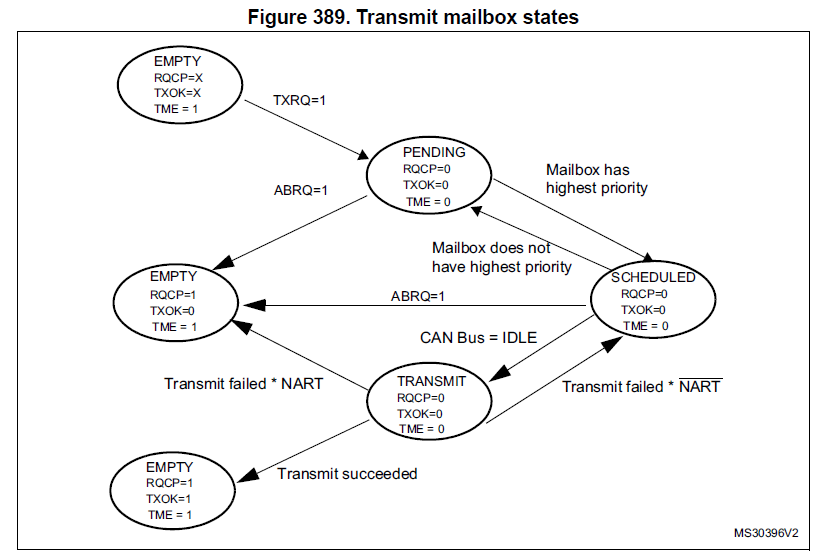 Figure 389. Transmit mailbox states
EMPTY
RQCP=X
TXOK=X
TME = 1
TXRQ=1
PENDING
RQCP=0
TXOK=0
TME = 0
Mailbox has
highest priority
ABRQ=1
Mailbox does not
have highest priority
EMPTY
RQCP=1
TXOK=0
TME = 1
SCHEDULED
RQCP=0
TXOK=0
TME = 0
ABRQ=1
CAN Bus = IDLE
Transmit failed * NART
TRANSMIT
RQCP=0
TXOK=0
TME = 0
Transmit failed * N̅A̅R̅T̅
EMPTY
RQCP=1
TXOK=1
TME = 1
Transmit succeeded
MS30396V2